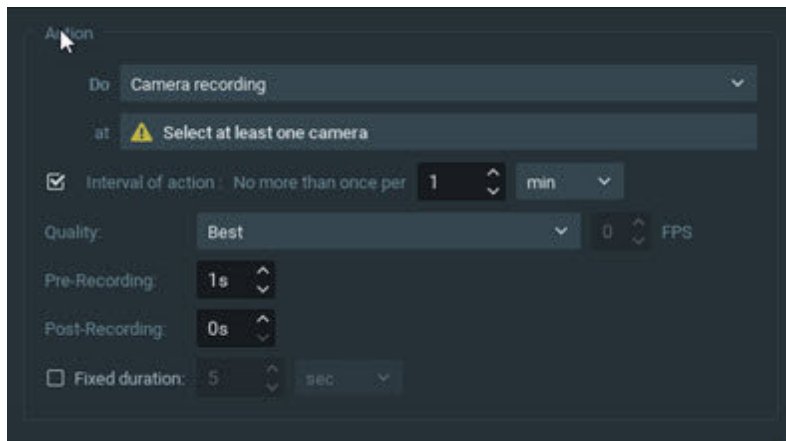 Action
Do Camera recording
at Select at least one camera
Interval of action : No more than once per 1 min
Quality: Best 0 FPS
Pre-Recording: 1s
Post-Recording: 0s
Fixed duration: 5 sec